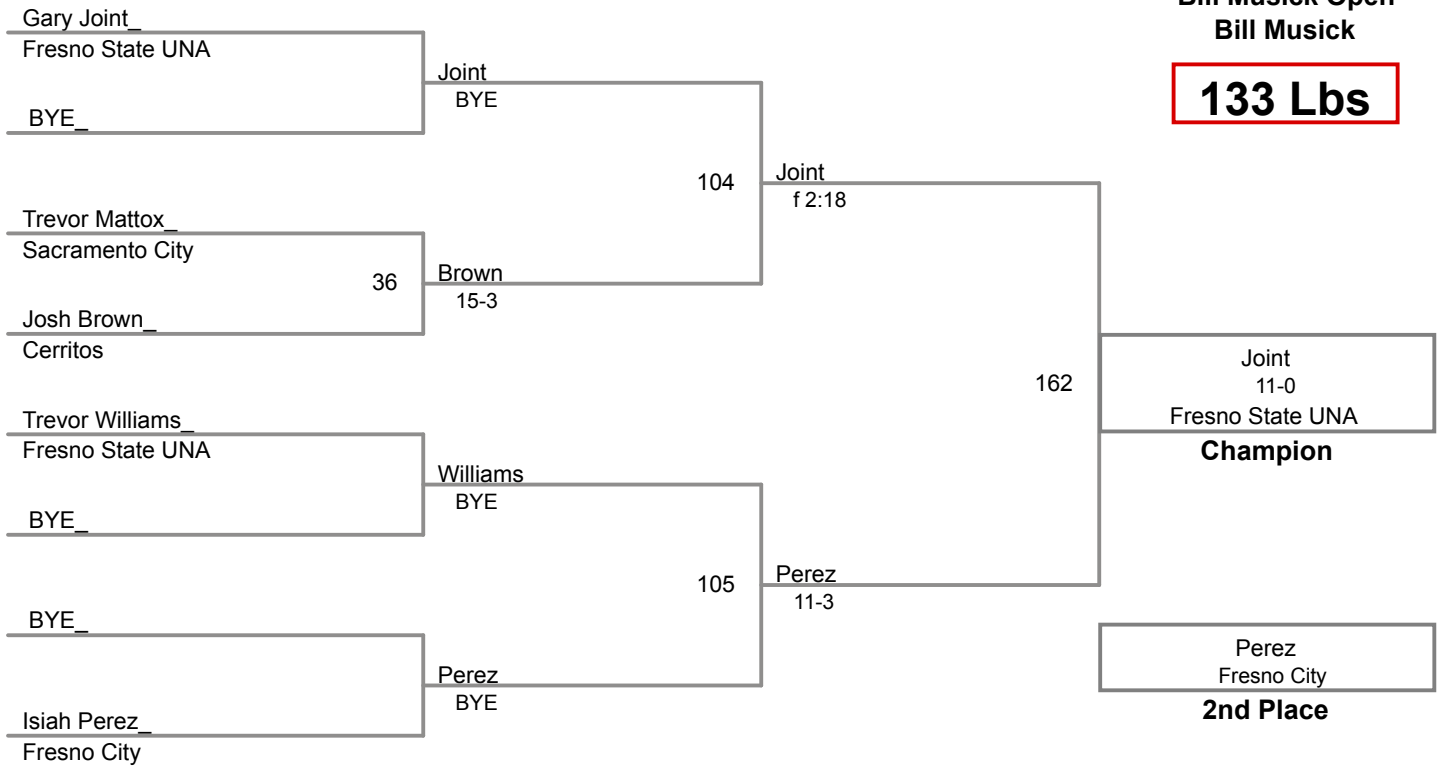 Bill Musick Open
Bill Musick
133 Lbs
Gary Joint_
Fresno State UNA
BYE_
Joint
BYE
Trevor Mattox_
Sacramento City
36
Josh Brown_
Cerritos
Brown
15-3
104
Joint
f 2:18
Trevor Williams_
Fresno State UNA
BYE_
Williams
BYE
BYE_
Isiah Perez_
Fresno City
Perez
BYE
105
Perez
11-3
162
Joint
11-0
Fresno State UNA
Champion
Perez
Fresno City
2nd Place